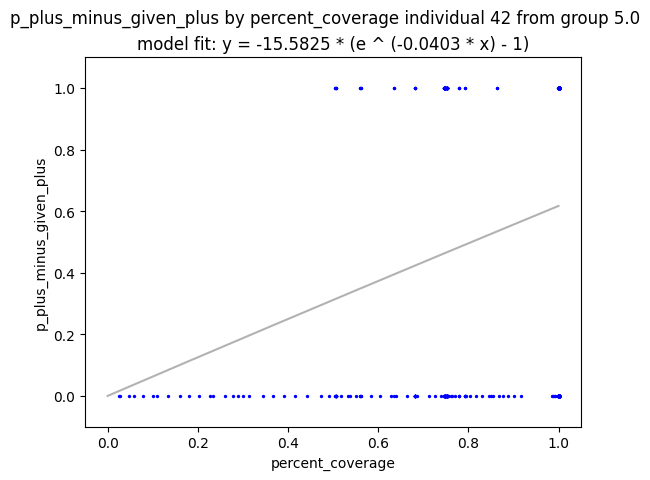 p_plus_minus_given_plus by percent_coverage individual 42 from group 5.0
model fit: y = -15.5825 * (e ^ (-0.0403 * x) - 1)
1.0
0.8
0.6
0.4
0.2
0.0
p_plus_minus_given_plus
0.0 0.2 0.4 0.6 0.8 1.0
percent_coverage